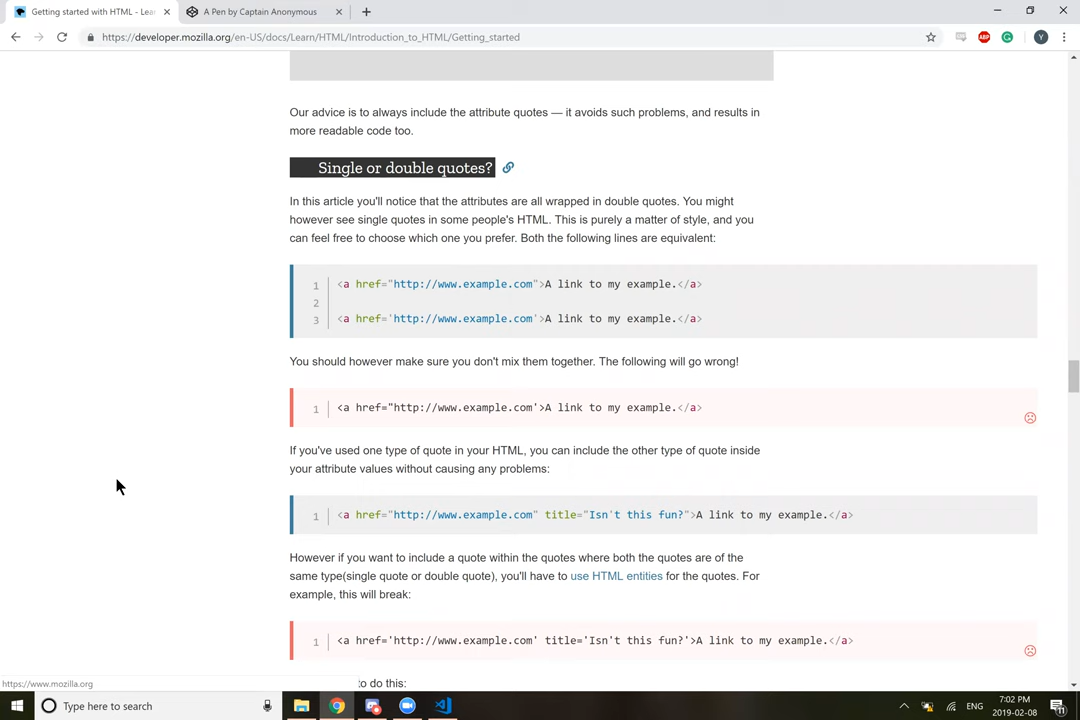 Getting started with HTML - Lea
A Pen by Captain Anonymous
https://developer.mozilla.org/en-US/docs/Learn/HTML/Introduction_to_HTML/Getting_started
ABP
Y
Our advice is to always include the attribute quotes — it avoids such problems, and results in
more readable code too.
Single or double quotes?
In this article you'll notice that the attributes are all wrapped in double quotes. You might
however see single quotes in some people's HTML. This is purely a matter of style, and you
can feel free to choose which one you prefer. Both the following lines are equivalent:
1 <a href="http://www.example.com">A link to my example.</a>
2
3 <a href='http://www.example.com'>A link to my example.</a>
You should however make sure you don't mix them together. The following will go wrong!
1 <a href="http://www.example.com'>A link to my example.</a>
If you've used one type of quote in your HTML, you can include the other type of quote inside
your attribute values without causing any problems:
1 <a href="http://www.example.com" title="Isn't this fun?">A link to my example.</a>
However if you want to include a quote within the quotes where both the quotes are of the
same type(single quote or double quote), you'll have to use HTML entities for the quotes. For
example, this will break:
1 <a href='http://www.example.com' title='Isn't this fun?'>A link to my example.</a>
https://www.mozilla.org
to do this:
Type here to search
ENG
7:02 PM
2019-02-08
11